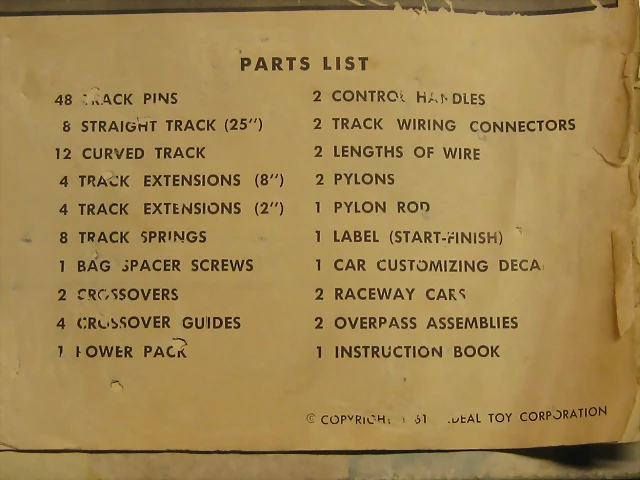 PARTS LIST
48 TRACK PINS
8 STRAIGHT TRACK (25")
12 CURVED TRACK
4 TRACK EXTENSIONS (8")
4 TRACK EXTENSIONS (2")
8 TRACK SPRINGS
1 BAG SPACER SCREWS
2 CROSSOVERS
4 CROSSOVER GUIDES
1 POWER PACK
2 CONTROL HANDLES
2 TRACK WIRING CONNECTORS
2 LENGTHS OF WIRE
2 PYLONS
1 PYLON ROD
1 LABEL (START-FINISH)
1 CAR CUSTOMIZING DECAL
2 RACEWAY CARS
2 OVERPASS ASSEMBLIES
1 INSTRUCTION BOOK
© COPYRIGHT IDEAL TOY CORPORATION